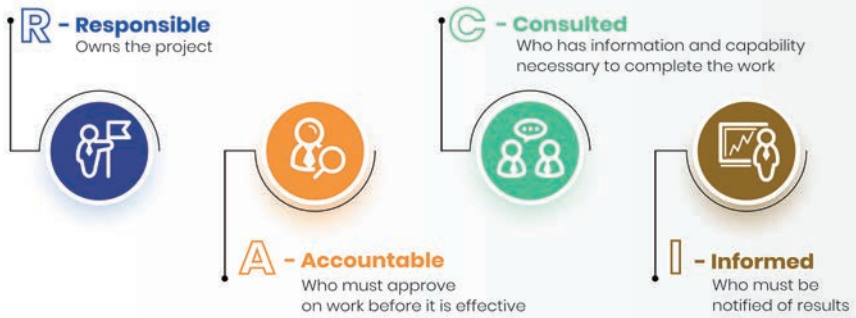 R - Responsible
Owns the project
C - Consulted
Who has information and capability
necessary to complete the work
A - Accountable
Who must approve
on work before it is effective
I - Informed
Who must be
notified of results